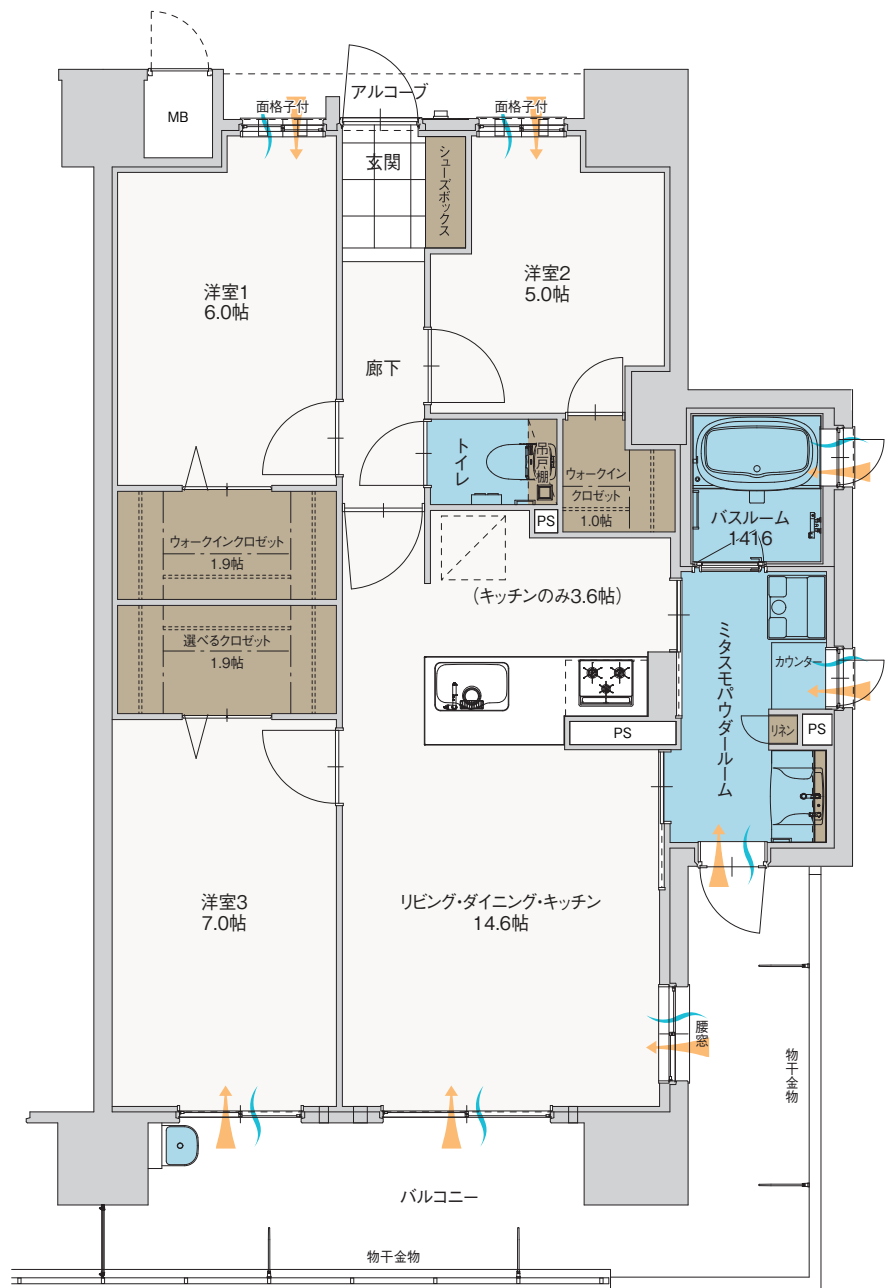 アルコーブ
MB
面格子付
面格子付
玄関
シューズボックス
洋室1
6.0帖
洋室2
5.0帖
廊下
トイレ
吊戸棚
ウォークイン
クロゼット
1.0帖
PS
バスルーム
1416
ウォークインクロゼット
1.9帖
(キッチンのみ3.6帖)
選べるクロゼット
1.9帖
ミタスモパウダールーム
カウンター
リネン
PS
PS
洋室3
7.0帖
リビング・ダイニング・キッチン
14.6帖
腰窓
物干金物
バルコニー
物干金物